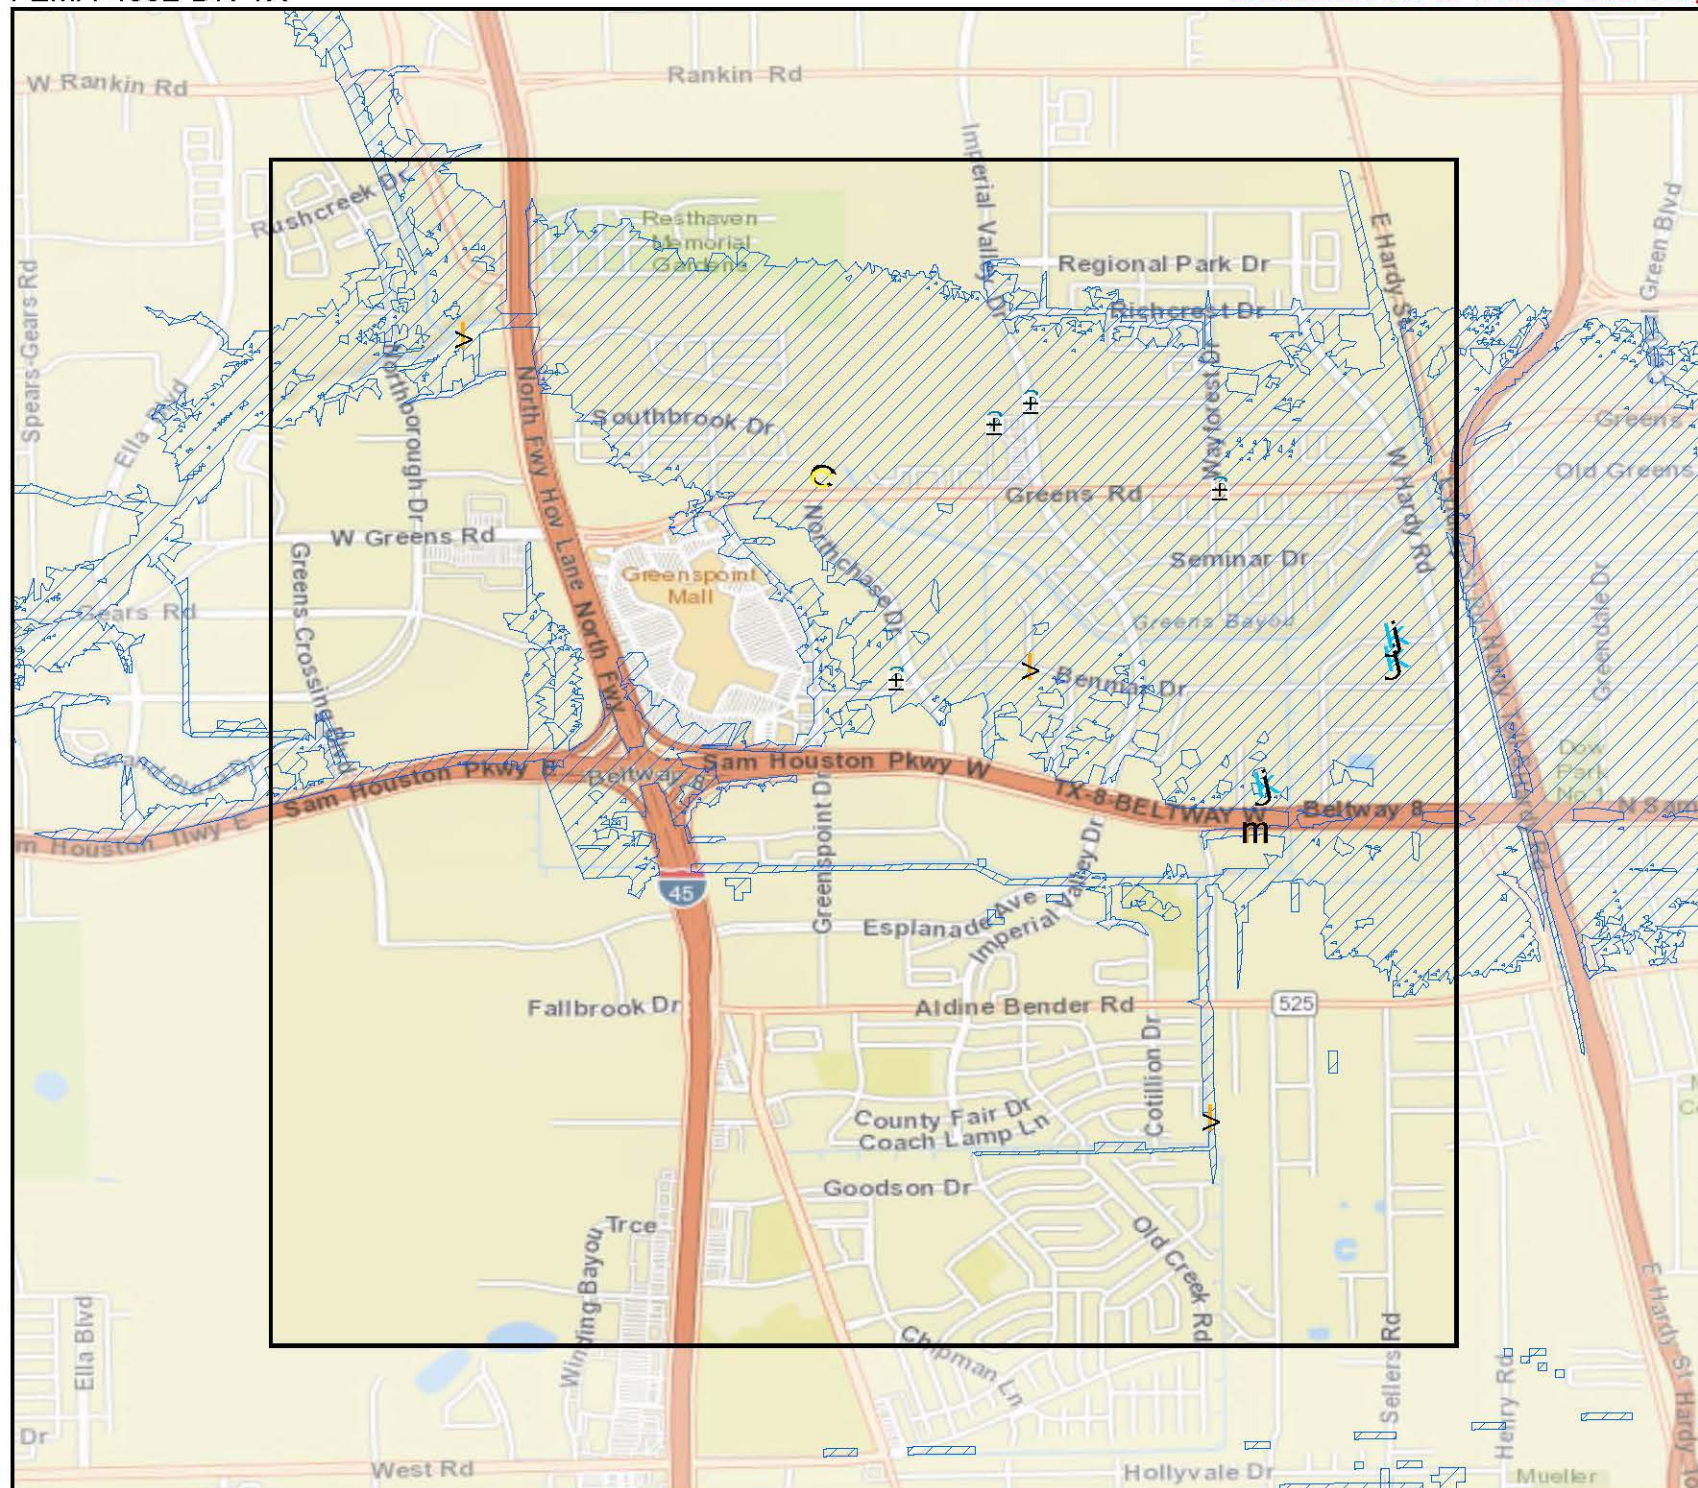 W Rankin Rd
Rankin Rd
Imperial Valley Dr
Rushcreek Dr
Resthaven
Memorial
Gardens
E Hardy St
Green Blvd
Regional Park Dr
Richcrest Dr
Spears-Gears Rd
Ella Blvd
Northborough Dr
North Fwy Hov Lane North Fwy
Southbrook Dr
Wayforest Dr
Greens
Old Greens
W Hardy Rd
Greens Rd
W Greens Rd
Northchase Dr
Seminar Dr
Greenspoint
Mall
Greens Crossing Blvd
Gears Rd
Greens Bayou
Greendale Dr
Benmar Dr
Dow
Park
No 1
Sam Houston Pkwy W
Sam Houston Pkwy E
Beltway 8
TX-8-BELTWAY W
Beltway 8
N Sam
m Houston Hwy E
m
45
Greenspoint Dr
Esplanade Ave
Imperial Valley Dr
Fallbrook Dr
Aldine Bender Rd
525
Cotillion Dr
County Fair Dr
Coach Lamp Ln
Goodson Dr
Trce
Winding Bayou
Old Creek Rd
Ella Blvd
Chipman Ln
Sellers Rd
Henry Rd
E Hardy St
Hardy
Dr
West Rd
Hollyvale Dr
Mueller